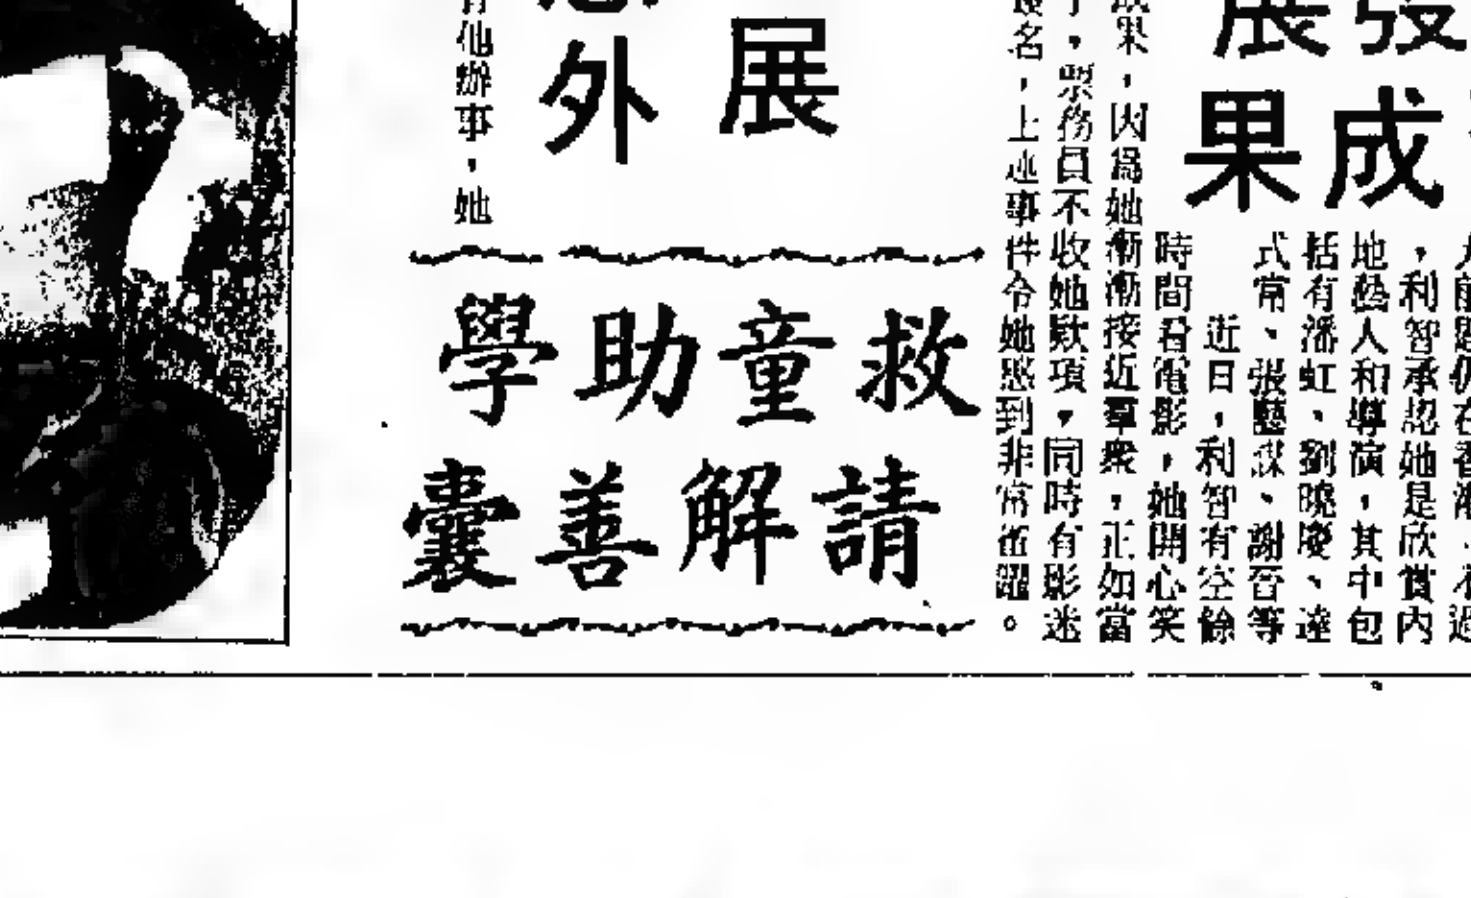 發展
成果
，利智承認她是欣賞內
地藝人和導演，其中包
括有潘虹、劉曉慶、達
式常、張藝謀、謝晉等
。
近日，利智有空餘
時間看電影，她開心笑
果，因爲她漸漸接近羣衆，正如當
，票務員不收她款項，同時有影迷
名，上述事件令她感到非常雀躍。
展
外
他辦事，她
救童助學
請解善囊